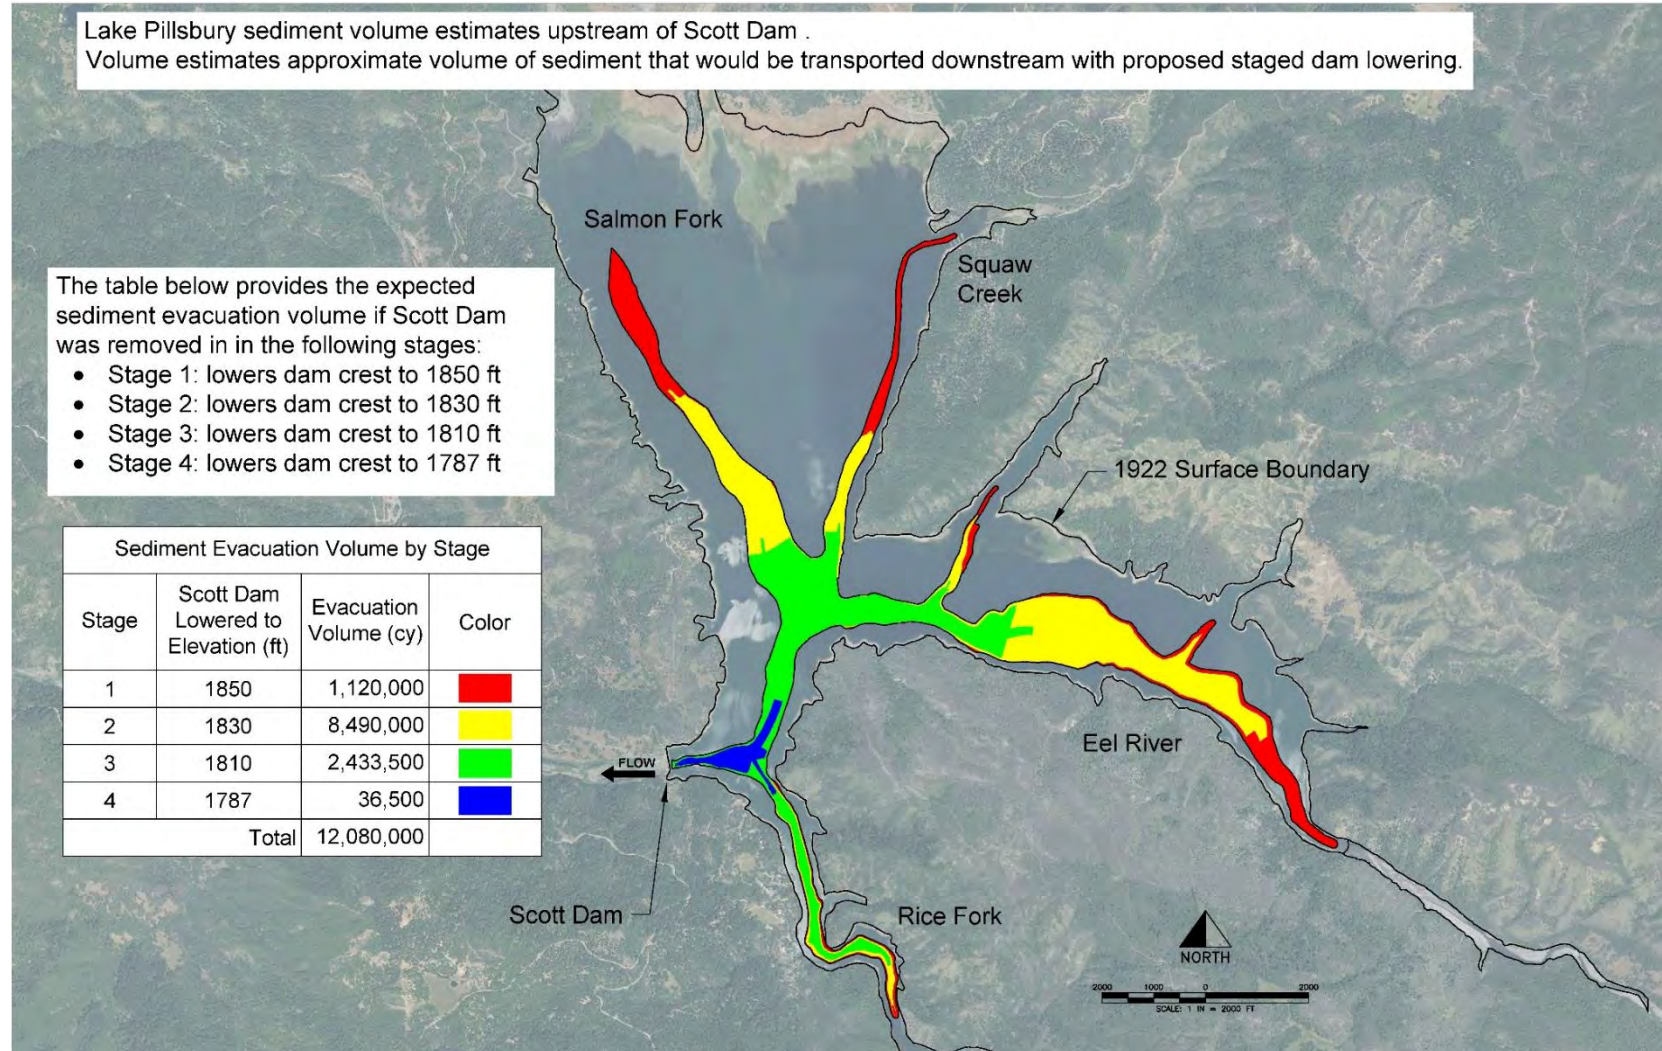 Lake Pillsbury sediment volume estimates upstream of Scott Dam .
Volume estimates approximate volume of sediment that would be transported downstream with proposed staged dam lowering.
Salmon Fork
Squaw
Creek
The table below provides the expected
sediment evacuation volume if Scott Dam
was removed in in the following stages:
• Stage 1: lowers dam crest to 1850 ft
• Stage 2: lowers dam crest to 1830 ft
• Stage 3: lowers dam crest to 1810 ft
• Stage 4: lowers dam crest to 1787 ft
1922 Surface Boundary
Sediment Evacuation Volume by Stage
Stage
Scott Dam
Lowered to
Elevation (ft)
Evacuation
Volume (cy)
Color
1 1850 1,120,000
2 1830 8,490,000
3 1810 2,433,500
4 1787 36,500
Total 12,080,000
FLOW
Eel River
Scott Dam
Rice Fork
NORTH
2000 1000 0 2000
SCALE: 1 IN = 2000 FT